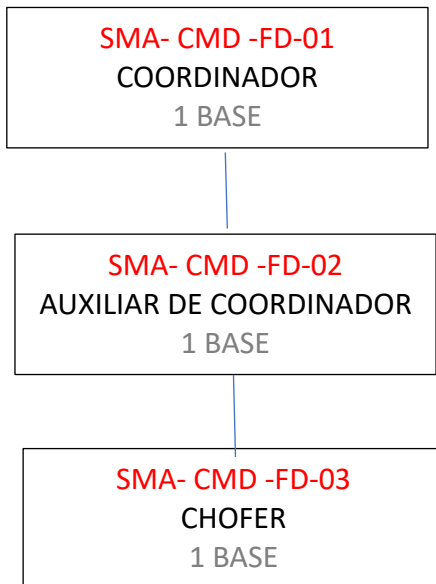 SMA- CMD -FD-01
COORDINADOR
1 BASE
SMA- CMD -FD-02
AUXILIAR DE COORDINADOR
1 BASE
SMA- CMD -FD-03
CHOFER
1 BASE